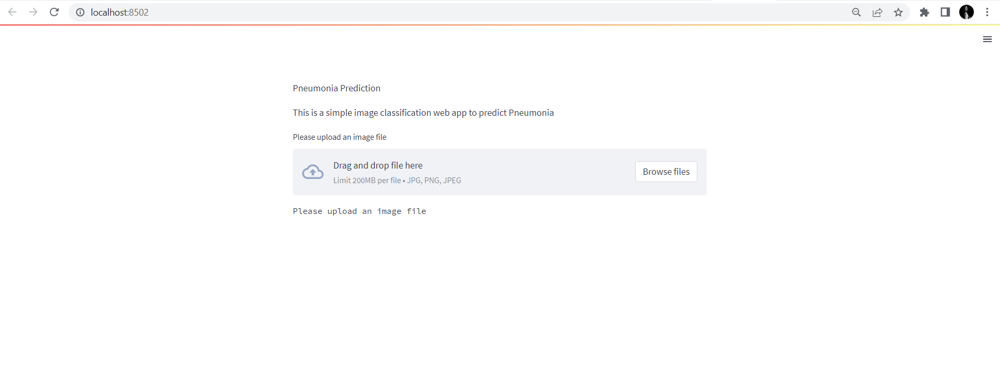 localhost:8502
Pneumonia Prediction
This is a simple image classification web app to predict Pneumonia
Please upload an image file
Drag and drop file here
Limit 200MB per file • JPG, PNG, JPEG
Browse files
Please upload an image file